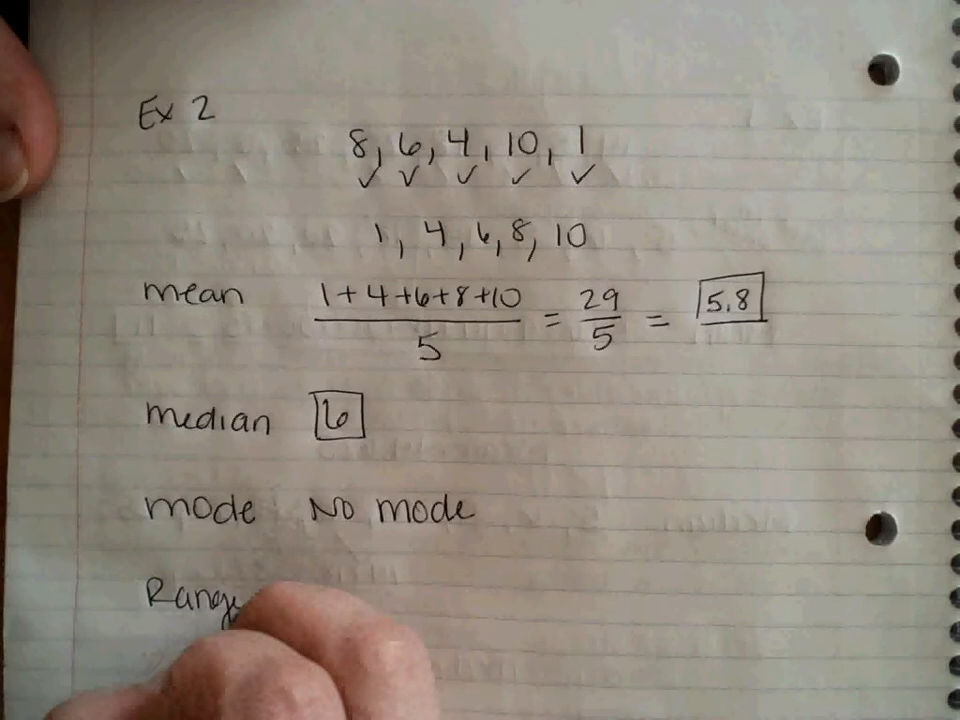 Ex 2
8, 6, 4, 10, 1
✓ ✓ ✓ ✓ ✓
1, 4, 6, 8, 10
mean 1+4+6+8+10 / 5 = 29 / 5 = 5.8
median 6
mode No mode
Range